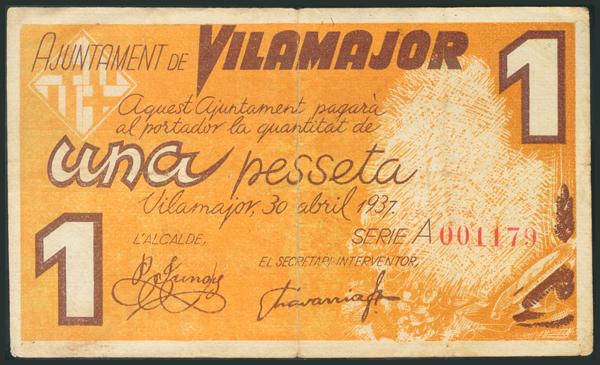 AJUNTAMENT DE VILAMAJOR
1
Aquest Ajuntament pagarà
al portador la quantitat de
una pesseta
Vilamajor, 30 abril 1937.
L'ALCALDE,
SERIE A 001179
EL SECRETARI-INTERVENTOR,
1